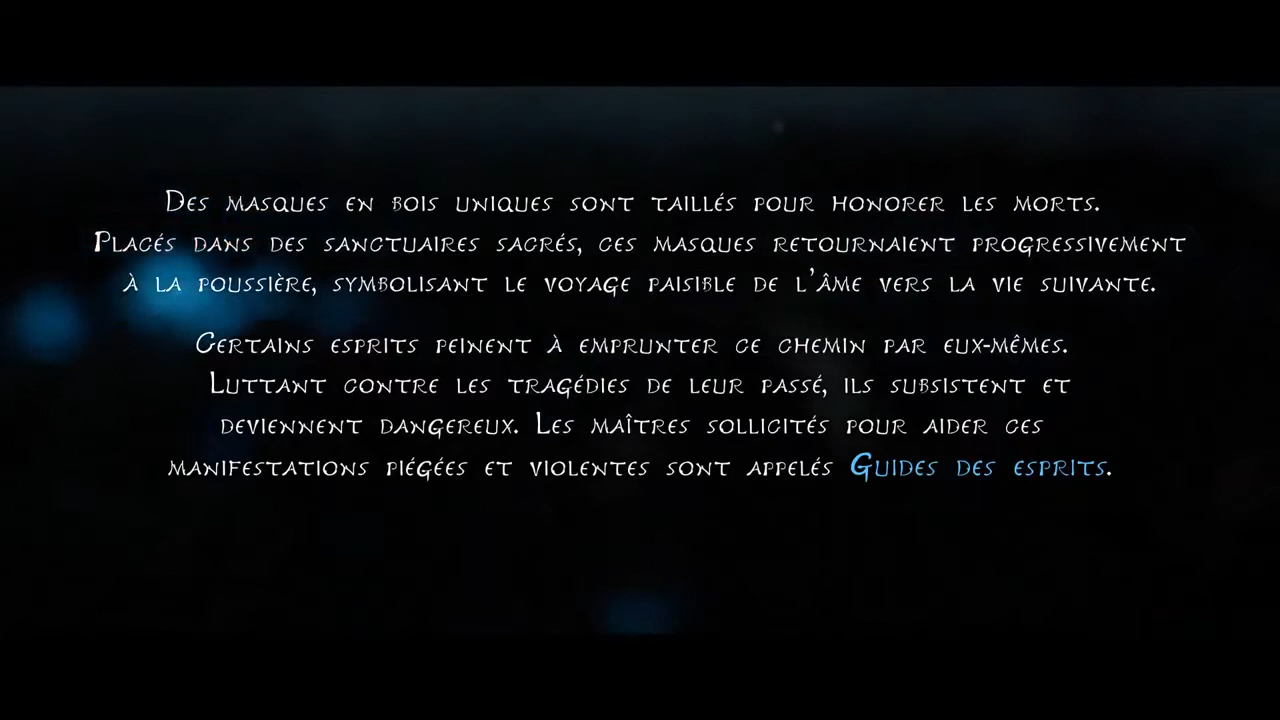 Des masques en bois uniques sont taillés pour honorer les morts.
Placés dans des sanctuaires sacrés, ces masques retournaient progressivement
à la poussière, symbolisant le voyage paisible de l'âme vers la vie suivante.
Certains esprits peinent à emprunter ce chemin par eux-mêmes.
Luttant contre les tragédies de leur passé, ils subsistent et
deviennent dangereux. Les maîtres sollicités pour aider ces
manifestations piégées et violentes sont appelés Guides des esprits.